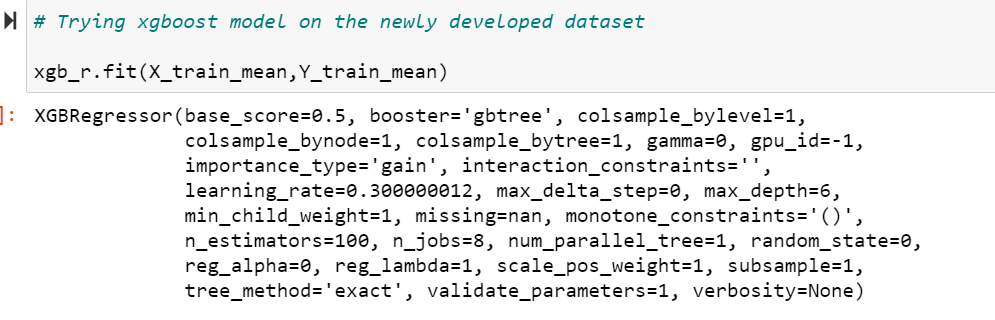 # Trying xgboost model on the newly developed dataset
xgb_r.fit(X_train_mean,Y_train_mean)
]: XGBRegressor(base_score=0.5, booster='gbtree', colsample_bylevel=1,
colsample_bynode=1, colsample_bytree=1, gamma=0, gpu_id=-1,
importance_type='gain', interaction_constraints='',
learning_rate=0.300000012, max_delta_step=0, max_depth=6,
min_child_weight=1, missing=nan, monotone_constraints='()',
n_estimators=100, n_jobs=8, num_parallel_tree=1, random_state=0,
reg_alpha=0, reg_lambda=1, scale_pos_weight=1, subsample=1,
tree_method='exact', validate_parameters=1, verbosity=None)